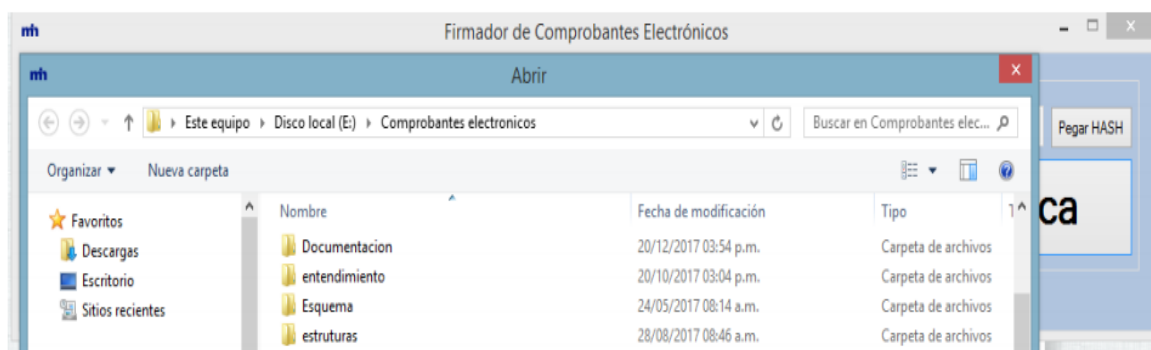 mh Firmador de Comprobantes Electrónicos
mh Abrir
Este equipo Disco local (E:) Comprobantes electronicos Buscar en Comprobantes elec... Pegar HASH
Organizar Nueva carpeta
Favoritos Nombre Fecha de modificación Tipo ca
Descargas Documentacion 20/12/2017 03:54 p.m. Carpeta de archivos
Escritorio entendimiento 20/10/2017 03:04 p.m. Carpeta de archivos
Sitios recientes Esquema 24/05/2017 08:14 a.m. Carpeta de archivos
estruturas 28/08/2017 08:46 a.m. Carpeta de archivos